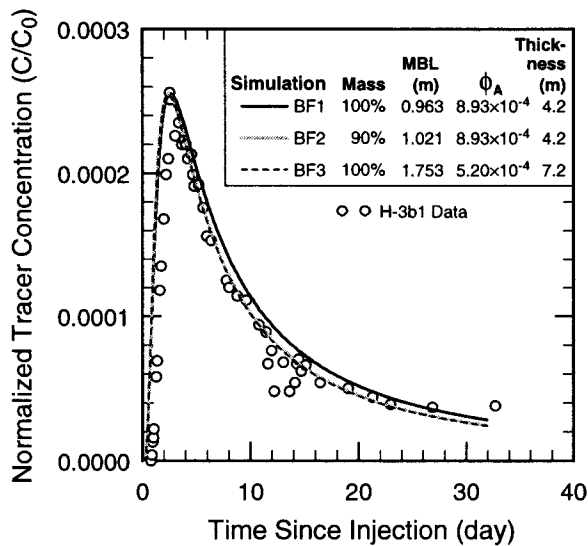 Normalized Tracer Concentration (C/C0)
0.0003
0.0002
0.0001
0.0000
Thick-
MBL ness
Simulation Mass (m) ϕA (m)
BF1 100% 0.963 8.93×10⁻⁴ 4.2
BF2 90% 1.021 8.93×10⁻⁴ 4.2
BF3 100% 1.753 5.20×10⁻⁴ 7.2
H-3b1 Data
0 10 20 30 40
Time Since Injection (day)